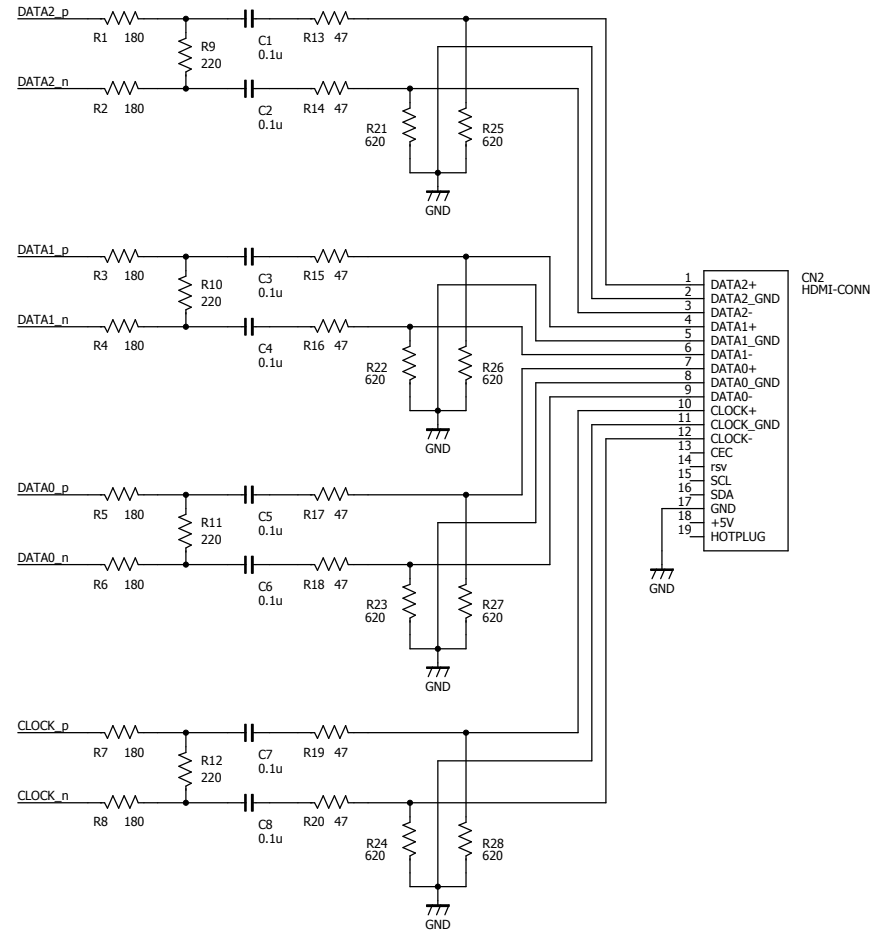 DATA2_p
R1 180
R9
220
C1
0.1u
R13 47
DATA2_n
R2 180
C2
0.1u
R14 47
R21
620
R25
620
GND
DATA1_p
R3 180
R10
220
C3
0.1u
R15 47
DATA1_n
R4 180
C4
0.1u
R16 47
R22
620
R26
620
GND
CN2
HDMI-CONN
1 DATA2+
2 DATA2_GND
3 DATA2-
4 DATA1+
5 DATA1_GND
6 DATA1-
7 DATA0+
8 DATA0_GND
9 DATA0-
10 CLOCK+
11 CLOCK_GND
12 CLOCK-
13 CEC
14 rsv
15 SCL
16 SDA
17 GND
18 +5V
19 HOTPLUG
GND
DATA0_p
R5 180
R11
220
C5
0.1u
R17 47
DATA0_n
R6 180
C6
0.1u
R18 47
R23
620
R27
620
GND
CLOCK_p
R7 180
R12
220
C7
0.1u
R19 47
CLOCK_n
R8 180
C8
0.1u
R20 47
R24
620
R28
620
GND